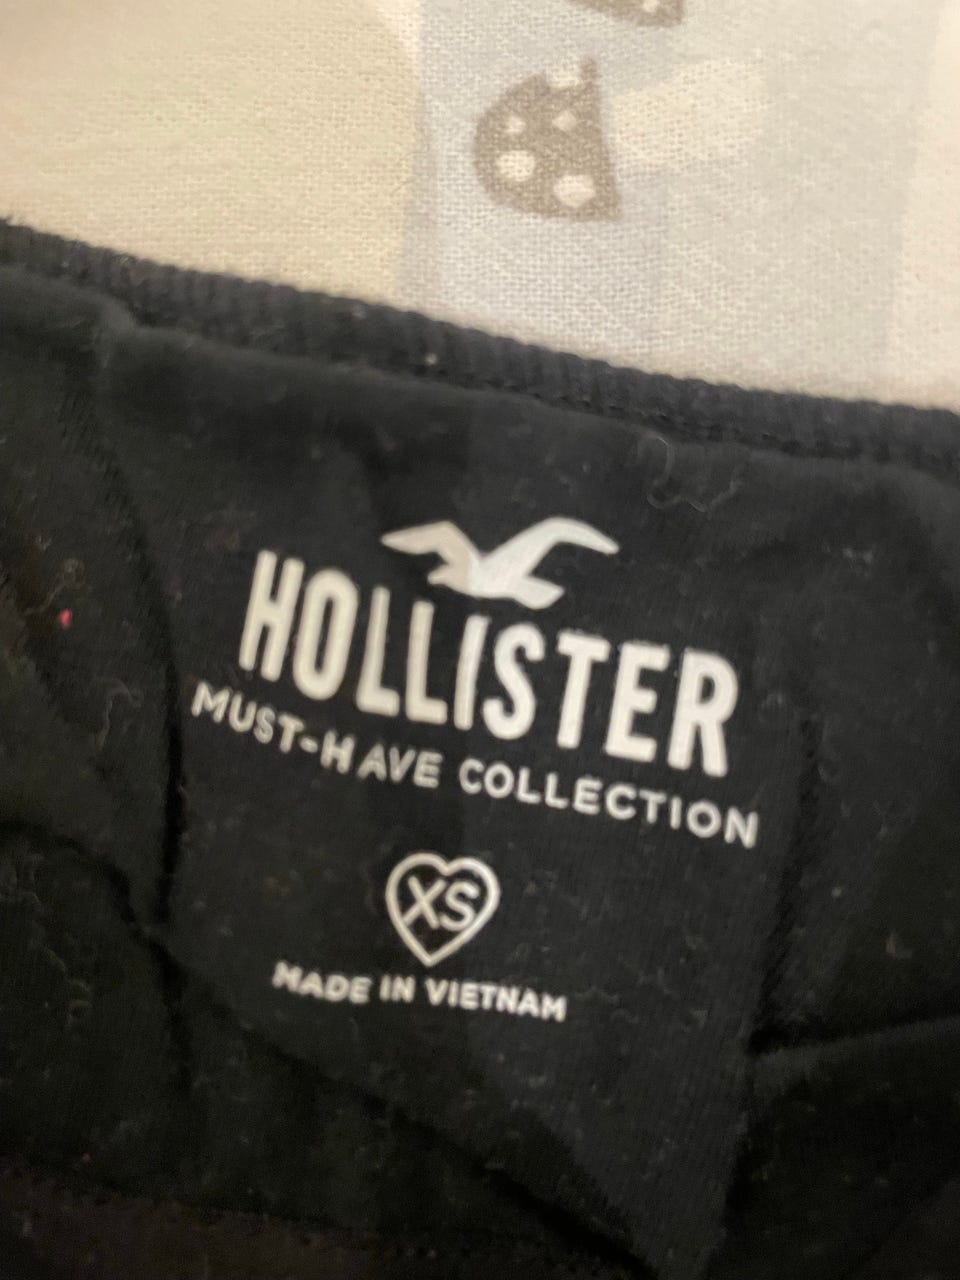 HOLLISTER
MUST-HAVE COLLECTION
XS
MADE IN VIETNAM